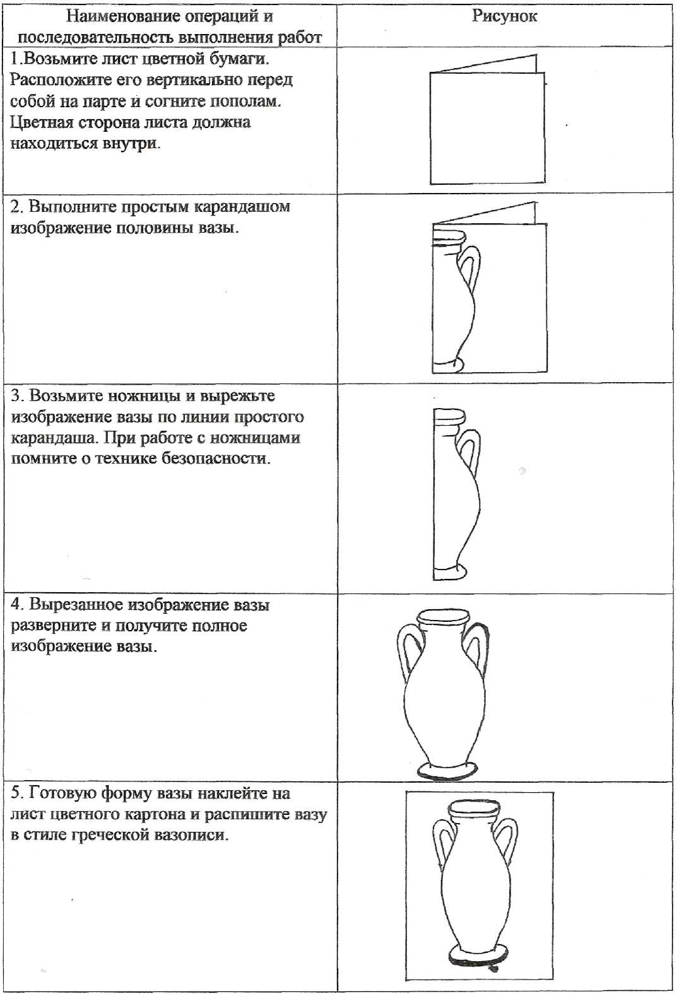 Наименование операций и
последовательность выполнения работ
Рисунок
1.Возьмите лист цветной бумаги.
Расположите его вертикально перед
собой на парте и согните пополам.
Цветная сторона листа должна
находиться внутри.
2. Выполните простым карандашом
изображение половины вазы.
3. Возьмите ножницы и вырежьте
изображение вазы по линии простого
карандаша. При работе с ножницами
помните о технике безопасности.
4. Вырезанное изображение вазы
разверните и получите полное
изображение вазы.
5. Готовую форму вазы наклейте на
лист цветного картона и распишите вазу
в стиле греческой вазописи.